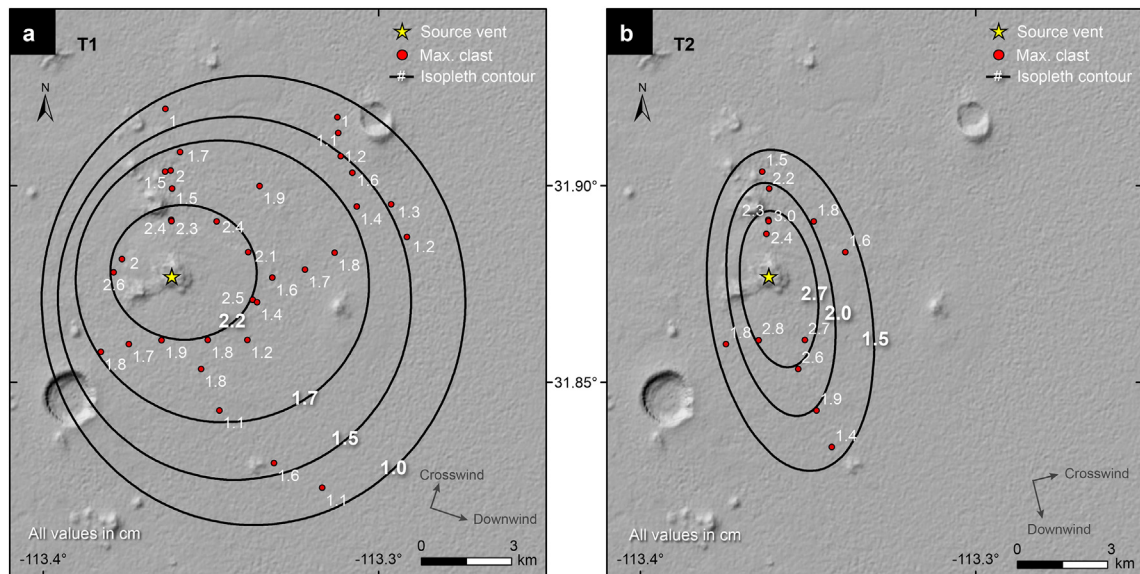 a
T1
Source vent
Max. clast
# Isopleth contour
N
1
1
1.1
1.2
1.7
1.5
2
1.6
1.5
1.9
1.4
1.3
2.4
2.3
2.4
1.2
2
2.1
1.8
2.6
1.7
1.6
2.5
1.4
2.2
1.8
1.7
1.9
1.8
1.2
1.8
1.7
1.1
1.5
1.6
1.0
1.1
Crosswind
Downwind
All values in cm
0 3
km
-113.4° -113.3°
31.90°
31.85°
b
T2
Source vent
Max. clast
# Isopleth contour
N
1.5
2.2
2.3
3.0
1.8
2.4
1.6
2.7
2.0
1.8
2.8
2.7
1.5
2.6
1.9
1.4
Crosswind
Downwind
All values in cm
0 3
km
-113.4° -113.3°